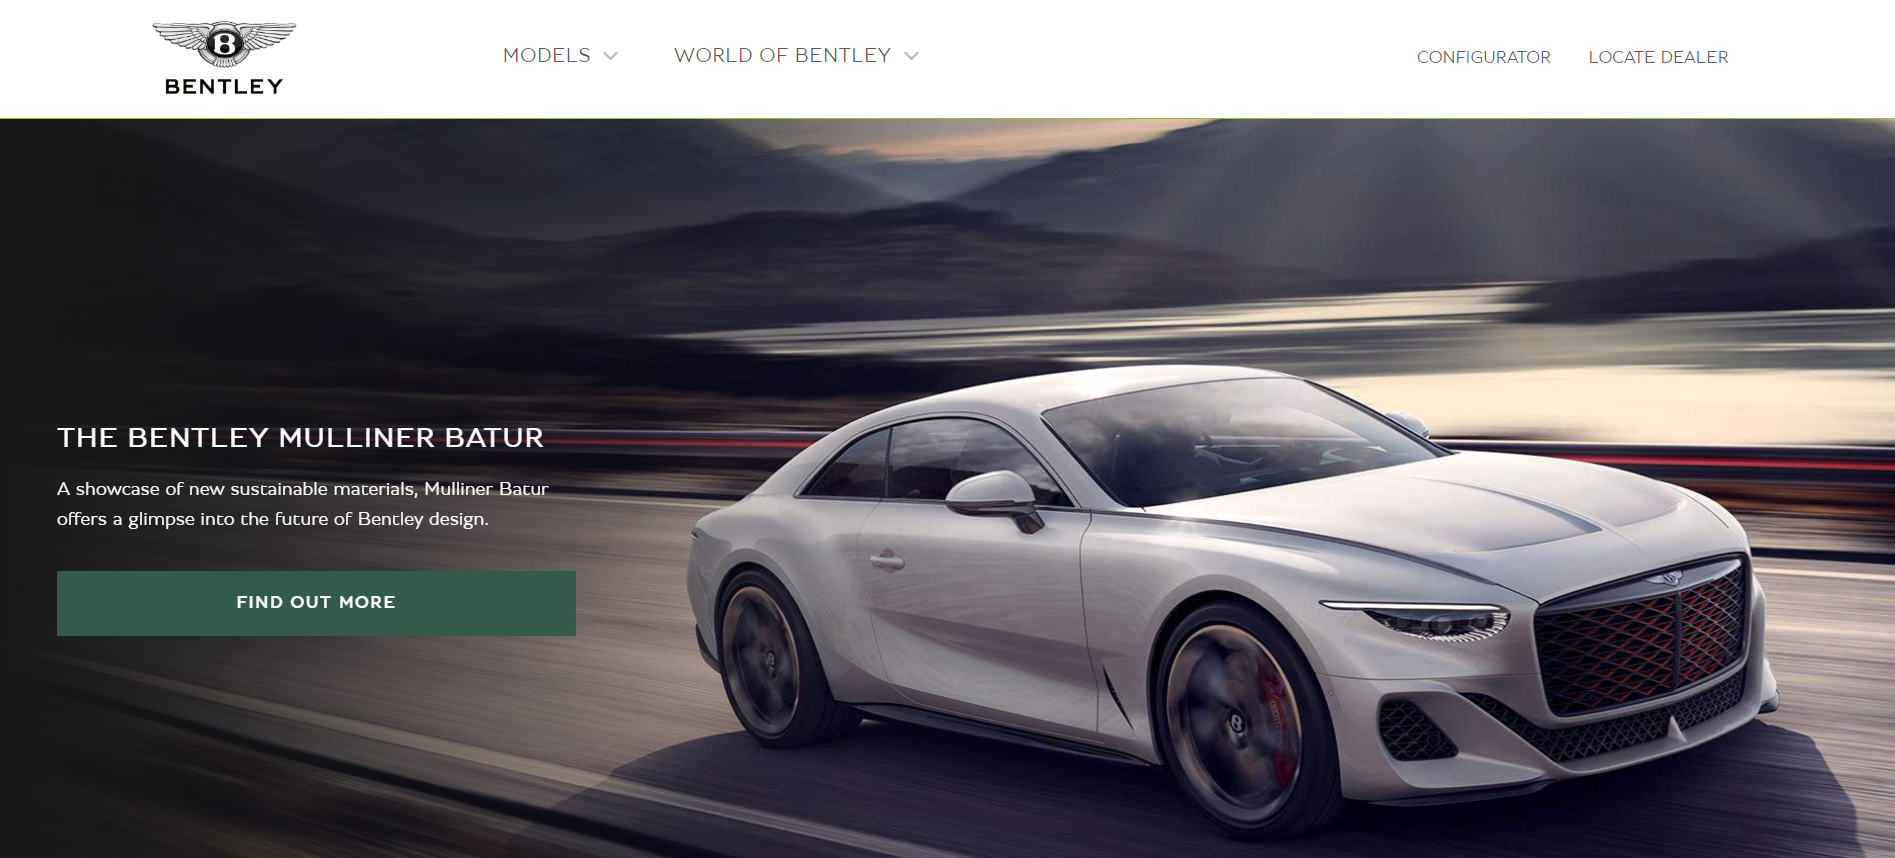 BENTLEY
MODELS
WORLD OF BENTLEY
CONFIGURATOR
LOCATE DEALER
THE BENTLEY MULLINER BATUR
A showcase of new sustainable materials, Mulliner Batur
offers a glimpse into the future of Bentley design.
FIND OUT MORE